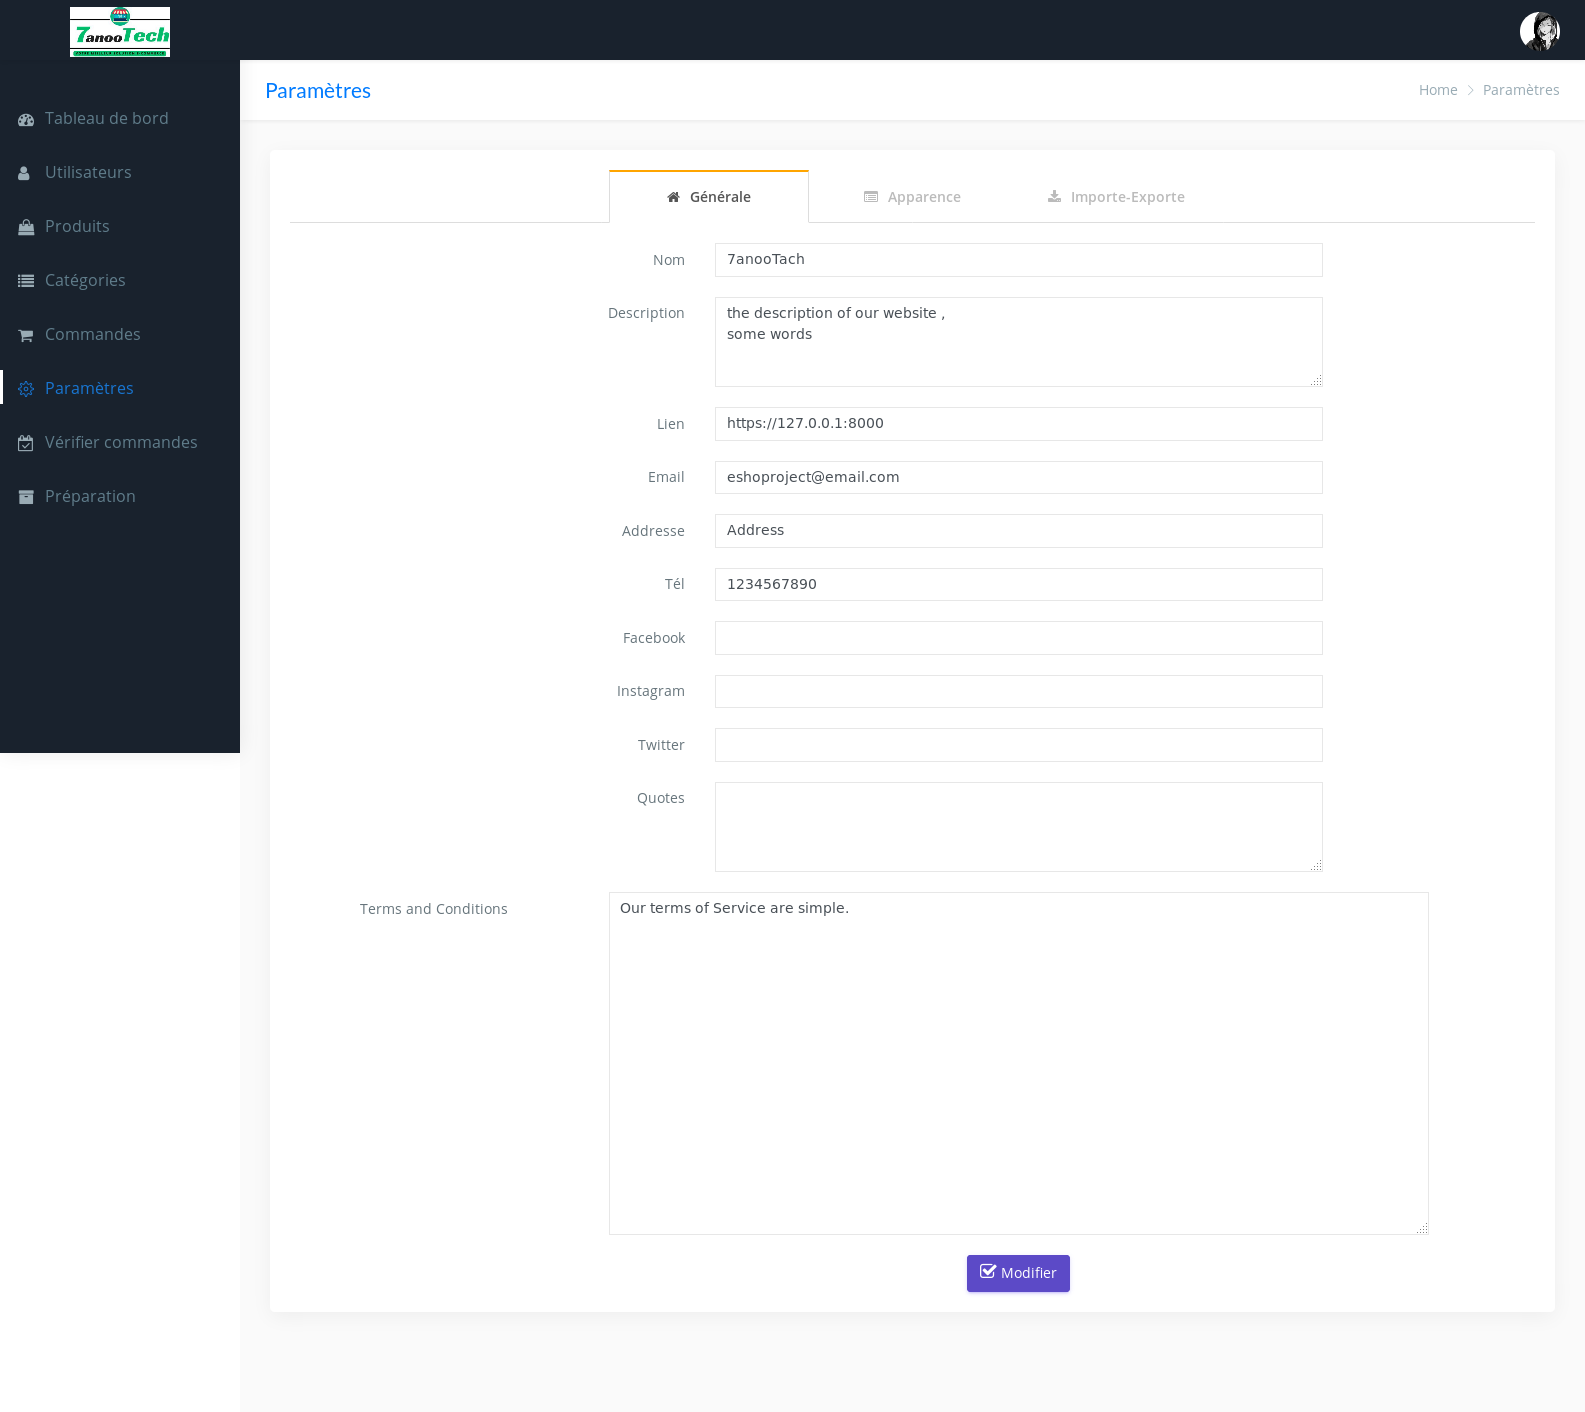 7anooTech
Paramètres
Home
Paramètres
Tableau de bord
Utilisateurs
Produits
Catégories
Commandes
Paramètres
Vérifier commandes
Préparation
Générale
Apparence
Importe-Exporte
Nom
7anooTach
Description
the description of our website ,
some words
Lien
https://127.0.0.1:8000
Email
eshoproject@email.com
Addresse
Address
Tél
1234567890
Facebook
Instagram
Twitter
Quotes
Terms and Conditions
Our terms of Service are simple.
Modifier